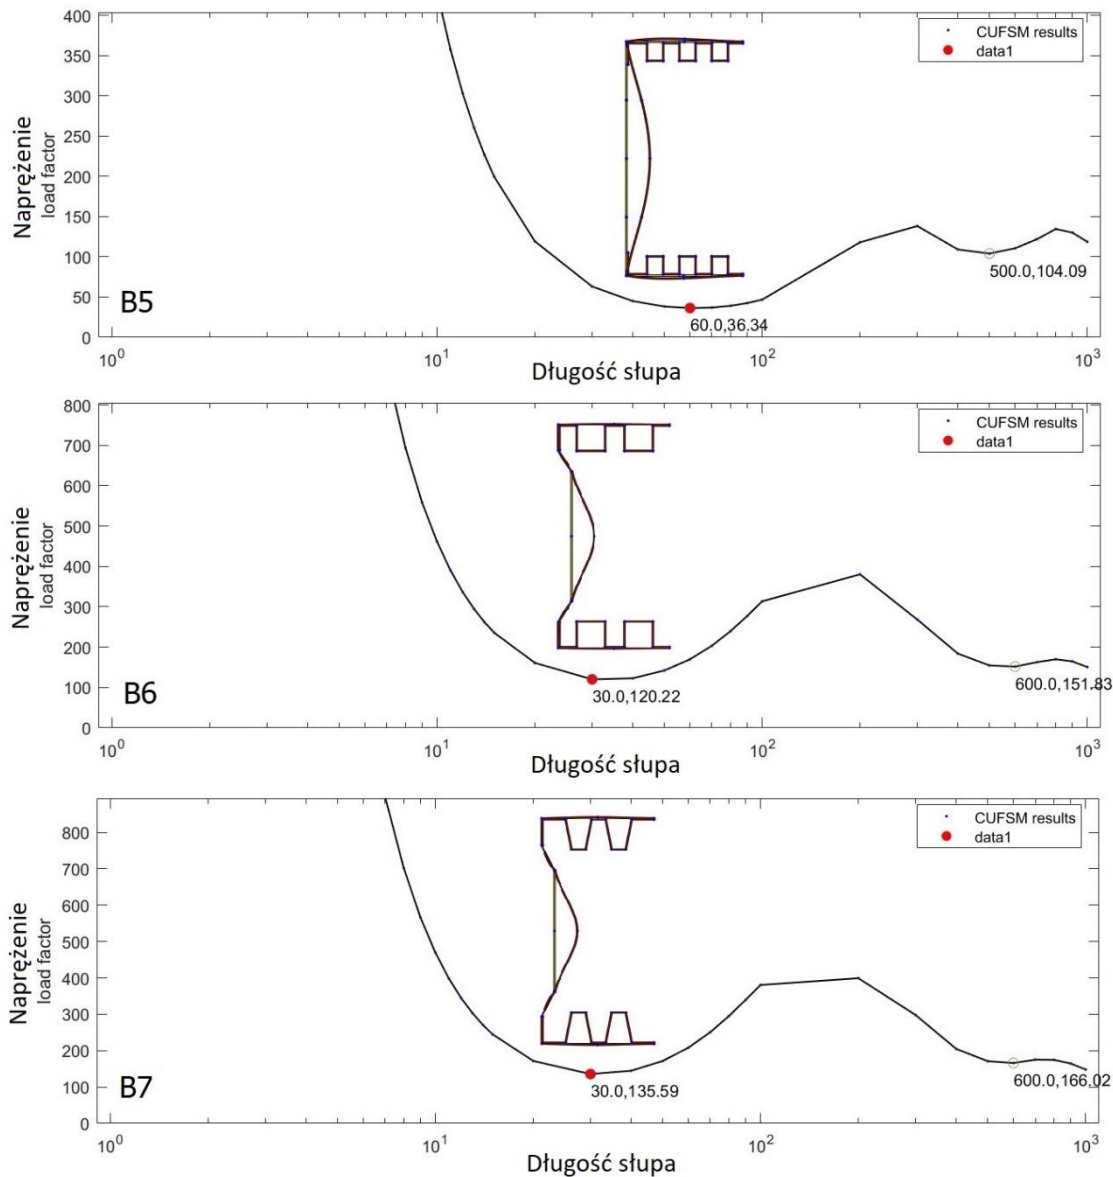 400
350
300
250
200
150
100
50
0
Naprężenie
load factor
CUFSM results
data1
500.0,104.09
60.0,36.34
B5
10^0
10^1
10^2
10^3
Długość słupa
800
700
600
500
400
300
200
100
0
Naprężenie
load factor
CUFSM results
data1
30.0,120.22
600.0,151.83
B6
10^0
10^1
10^2
10^3
Długość słupa
800
700
600
500
400
300
200
100
0
Naprężenie
load factor
CUFSM results
data1
30.0,135.59
600.0,166.02
B7
10^0
10^1
10^2
10^3
Długość słupa